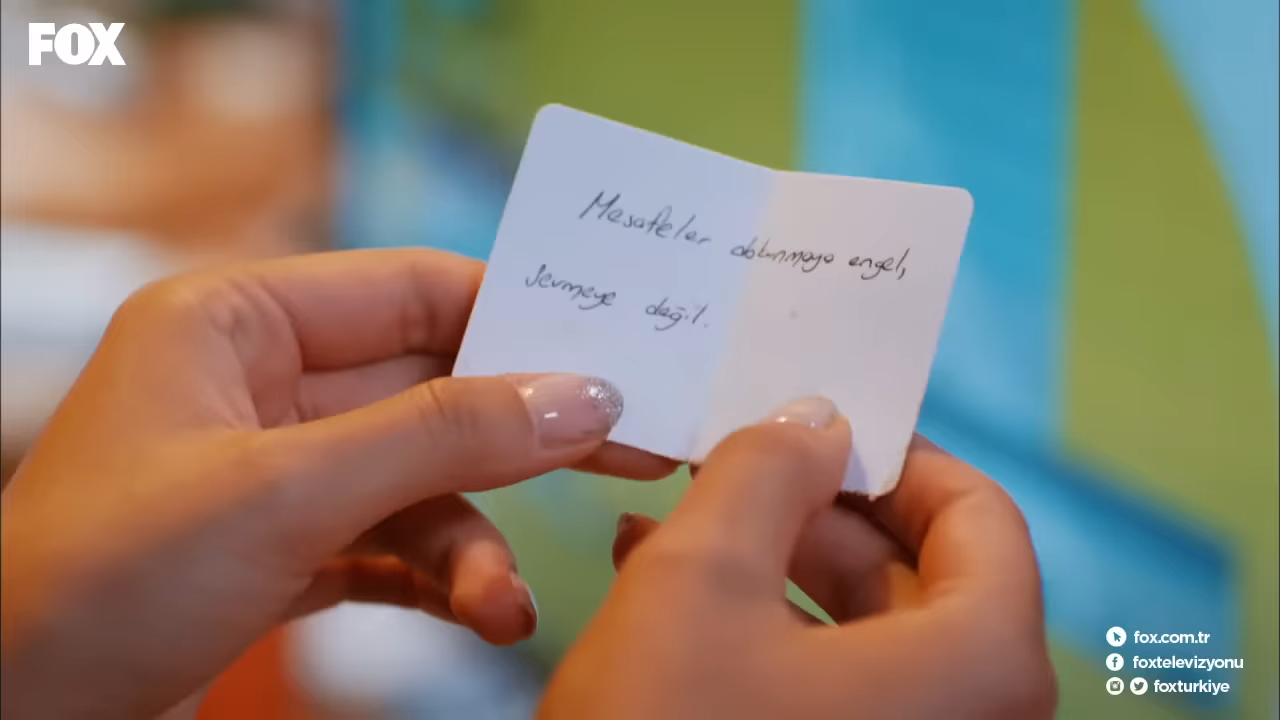 FOX
Mesafeler dokunmaya engel,
sevmeye değil.
fox.com.tr
foxtelevizyonu
foxturkiye